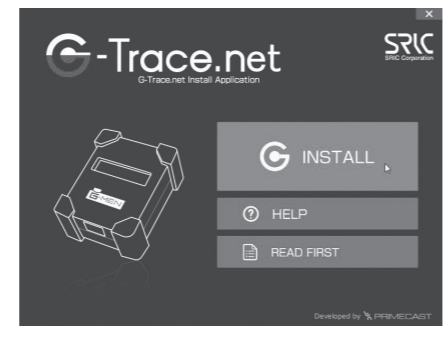 G-Trace.net
G-Trace.net Install Application
SRIC
SRIC Corporation
G-MEN
G INSTALL
? HELP
READ FIRST
Developed by PRIMECAST